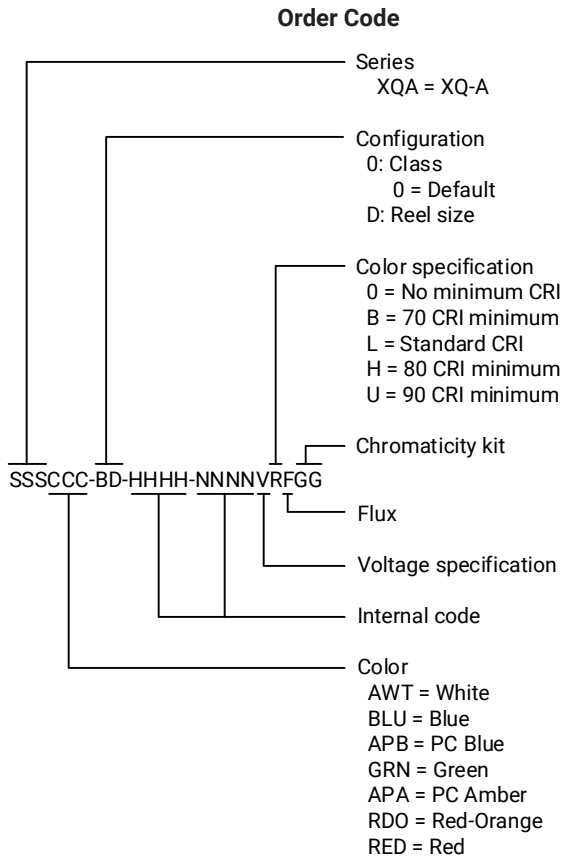 Order Code
Series
XQA = XQ-A
Configuration
0: Class
0 = Default
D: Reel size
Color specification
0 = No minimum CRI
B = 70 CRI minimum
L = Standard CRI
H = 80 CRI minimum
U = 90 CRI minimum
Chromaticity kit
SSSCCC-BD-HHHH-NNNNVRFGG
Flux
Voltage specification
Internal code
Color
AWT = White
BLU = Blue
APB = PC Blue
GRN = Green
APA = PC Amber
RDO = Red-Orange
RED = Red